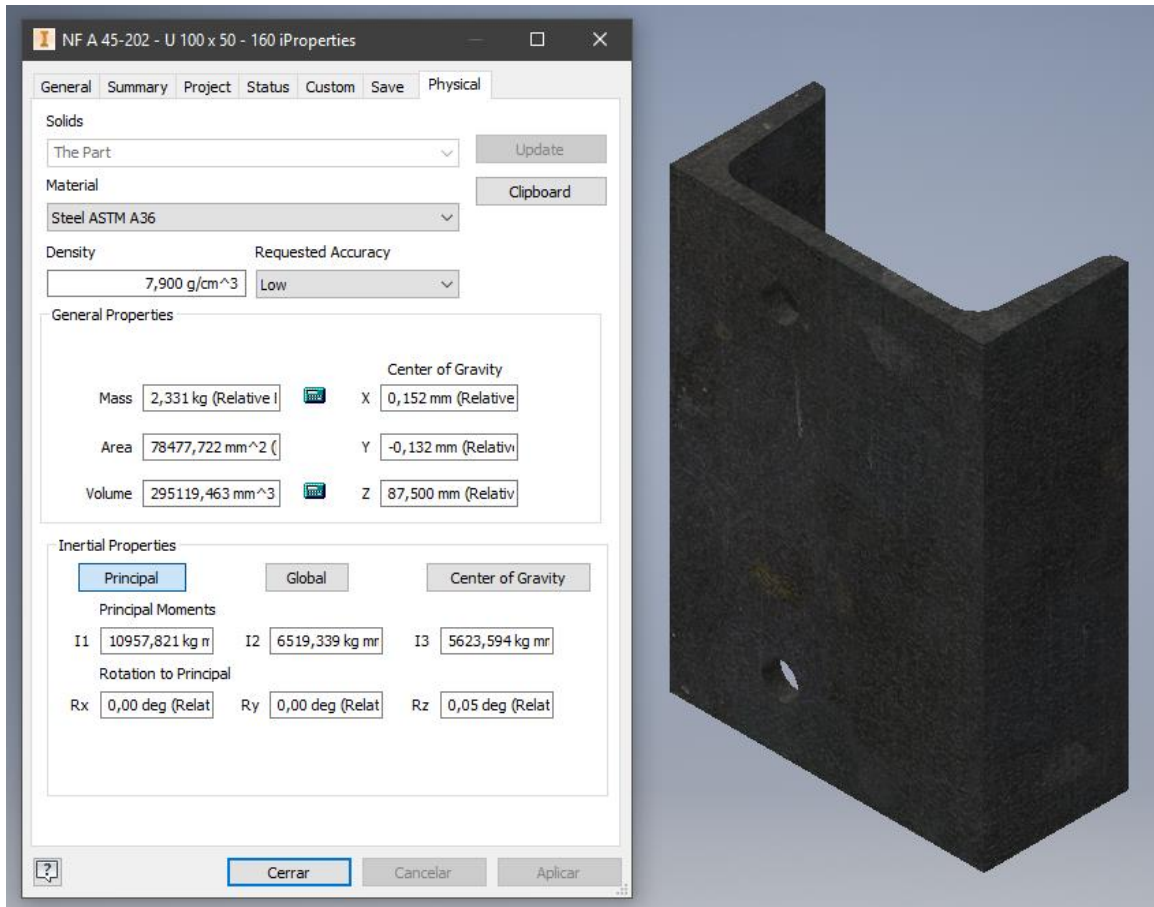 NF A 45-202 - U 100 x 50 - 160 iProperties
General Summary Project Status Custom Save Physical
Solids
The Part
Update
Material
Clipboard
Steel ASTM A36
Density Requested Accuracy
7,900 g/cm^3 Low
General Properties
Center of Gravity
Mass 2,331 kg (Relative X 0,152 mm (Relative
Area 78477,722 mm^2 ( Y -0,132 mm (Relativ
Volume 295119,463 mm^3 Z 87,500 mm (Relativ
Inertial Properties
Principal Global Center of Gravity
Principal Moments
I1 10957,821 kg I2 6519,339 kg I3 5623,594 kg
Rotation to Principal
Rx 0,00 deg (Relat Ry 0,00 deg (Relat Rz 0,05 deg (Relat
? Cerrar Cancelar Aplicar